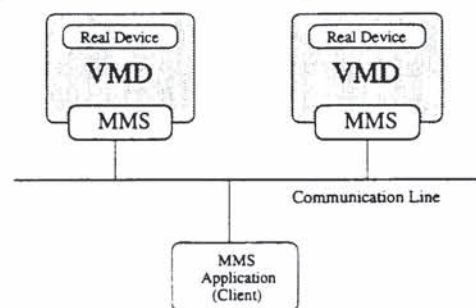 Real Device
VMD
MMS
Real Device
VMD
MMS
Communication Line
MMS
Application
(Client)